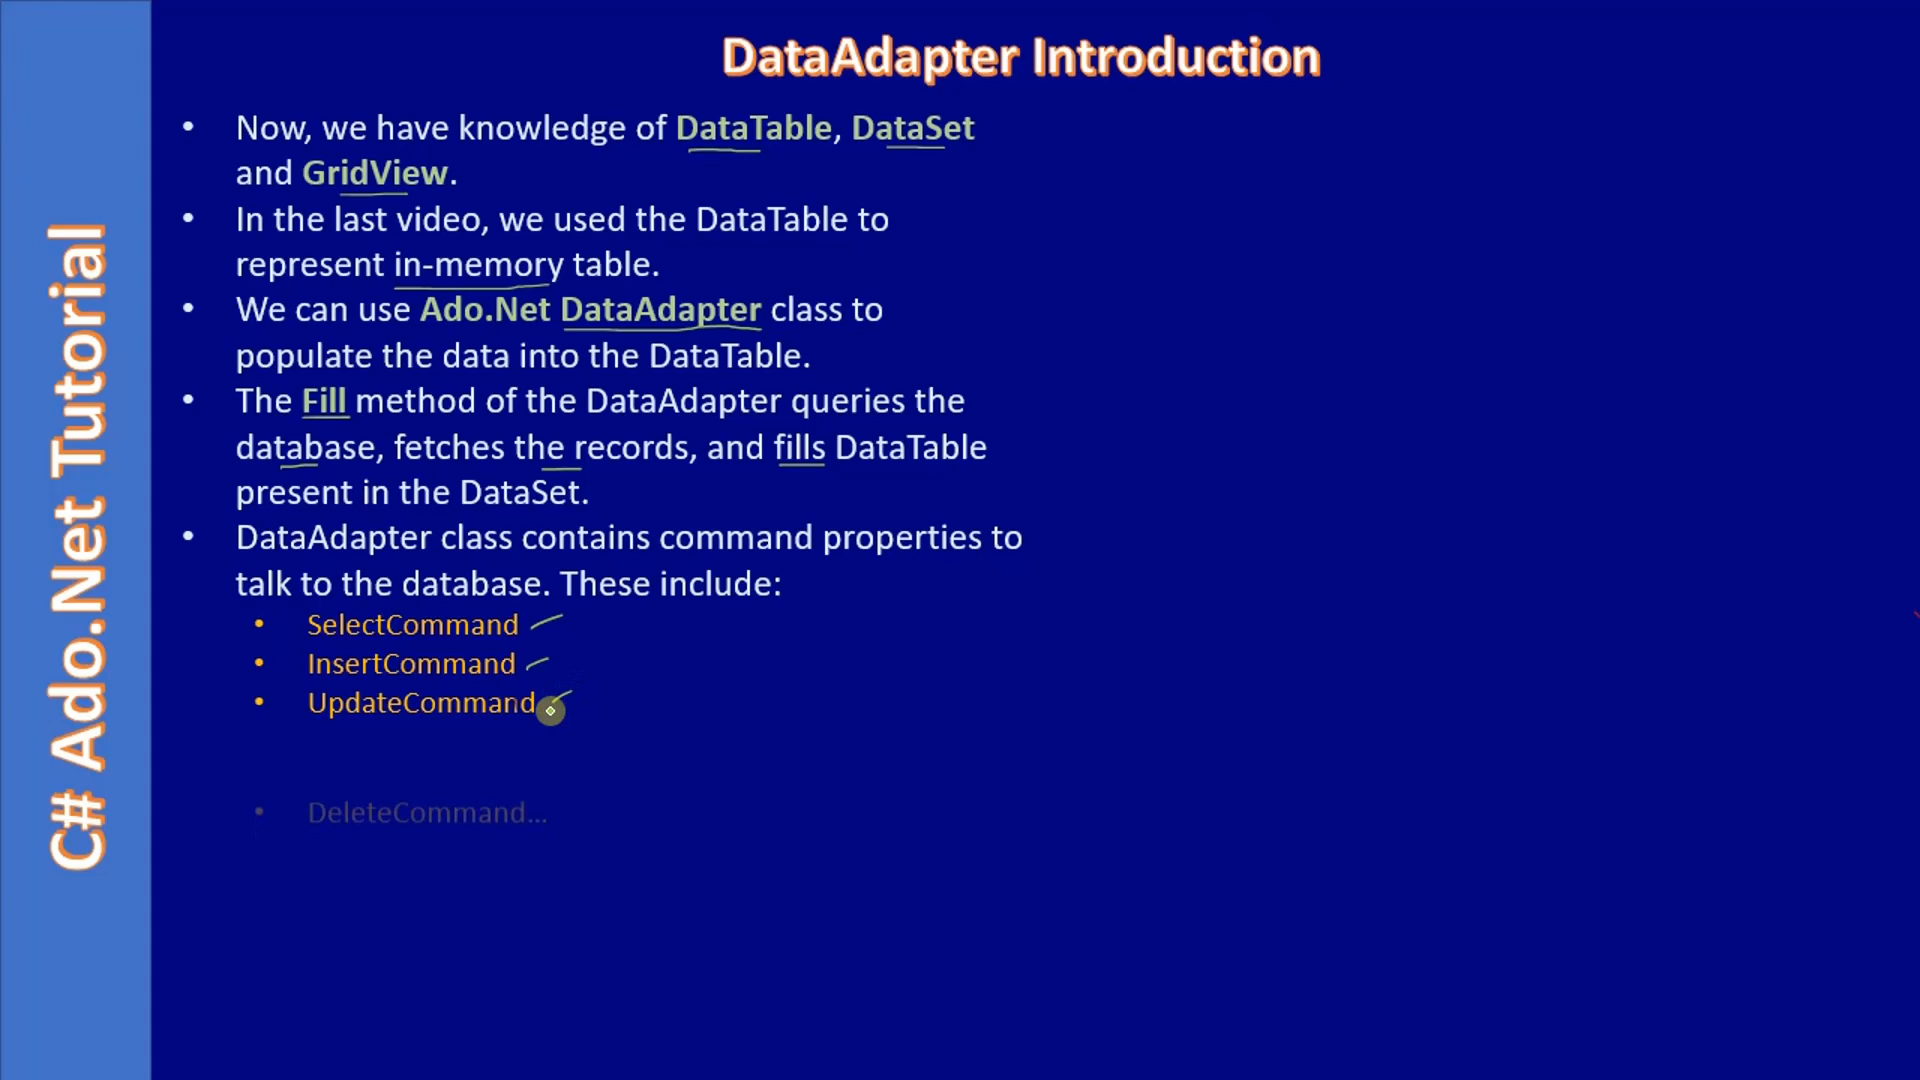 C# Ado.Net Tutorial
DataAdapter Introduction
• Now, we have knowledge of DataTable, DataSet
and GridView.
• In the last video, we used the DataTable to
represent in-memory table.
• We can use Ado.Net DataAdapter class to
populate the data into the DataTable.
• The Fill method of the DataAdapter queries the
database, fetches the records, and fills DataTable
present in the DataSet.
• DataAdapter class contains command properties to
talk to the database. These include:
• SelectCommand
• InsertCommand
• UpdateCommand
• DeleteCommand...